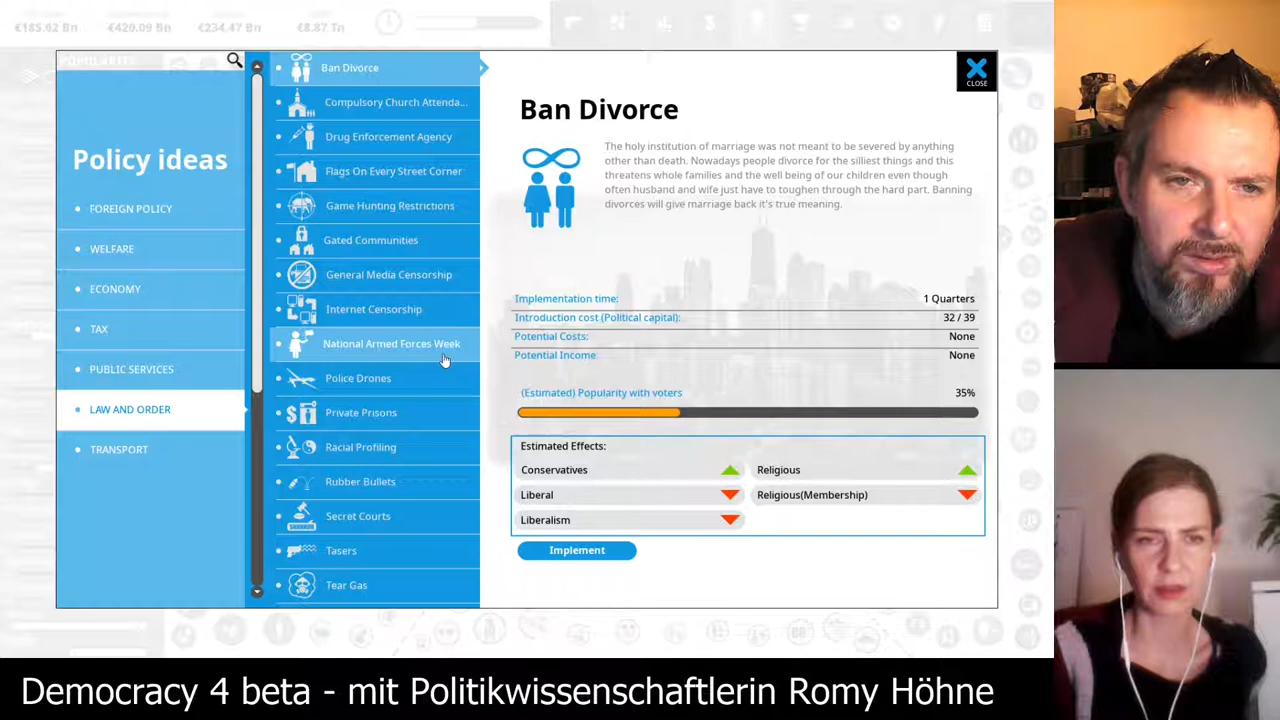 €185.62 Bn
€420.09 Bn
€234.47 Bn
€8.87 Tn
Policy ideas
FOREIGN POLICY
WELFARE
ECONOMY
TAX
PUBLIC SERVICES
LAW AND ORDER
TRANSPORT
Ban Divorce
Compulsory Church Attenda...
Drug Enforcement Agency
Flags On Every Street Corner
Game Hunting Restrictions
Gated Communities
General Media Censorship
Internet Censorship
National Armed Forces Week
Police Drones
Private Prisons
Racial Profiling
Rubber Bullets
Secret Courts
Tasers
Tear Gas
CLOSE
Ban Divorce
The holy institution of marriage was not meant to be severed by anything
other than death. Nowadays people divorce for the silliest things and this
threatens whole families and the well being of our children even though
often husband and wife just have to toughen through the hard part. Banning
divorces will give marriage back it's true meaning.
Implementation time: 1 Quarters
Introduction cost (Political capital): 32 / 39
Potential Costs: None
Potential Income: None
(Estimated) Popularity with voters 35%
Estimated Effects:
Conservatives Religious
Liberal Religious(Membership)
Liberalism
Implement
Democracy 4 beta - mit Politikwissenschaftlerin Romy Höhne